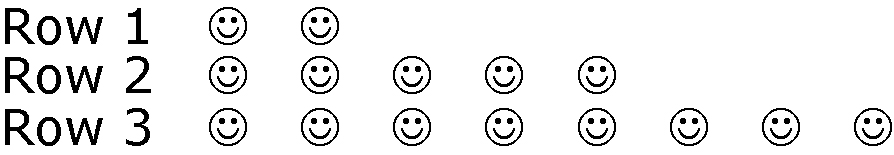 Row 1 ☺ ☺
Row 2 ☺ ☺ ☺ ☺ ☺
Row 3 ☺ ☺ ☺ ☺ ☺ ☺ ☺ ☺